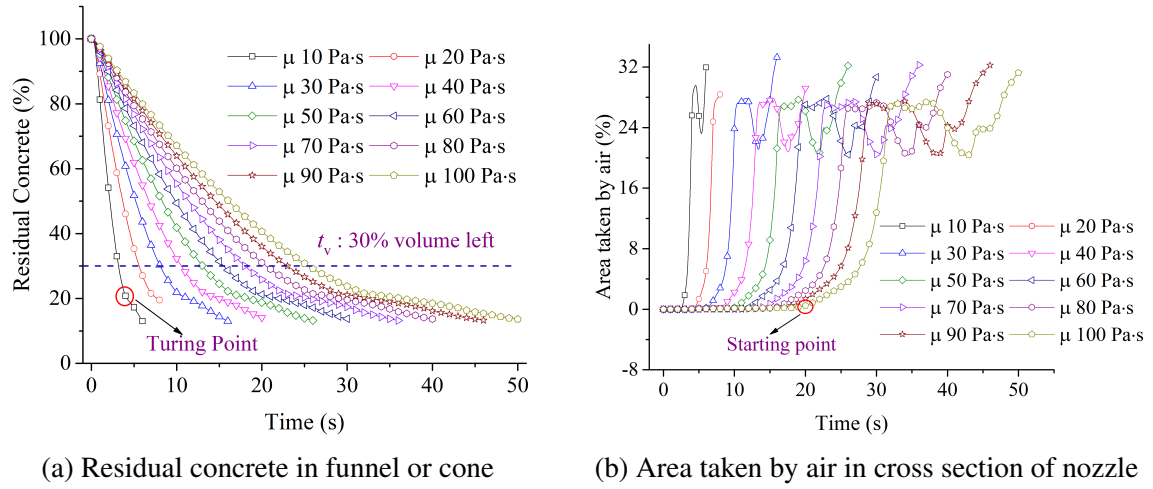 100
80
60
40
20
0
Residual Concrete (%)
μ 10 Pa·s
μ 20 Pa·s
μ 30 Pa·s
μ 40 Pa·s
μ 50 Pa·s
μ 60 Pa·s
μ 70 Pa·s
μ 80 Pa·s
μ 90 Pa·s
μ 100 Pa·s
tv : 30% volume left
Turing Point
0 10 20 30 40 50
Time (s)
(a) Residual concrete in funnel or cone
32
24
16
8
0
-8
Area taken by air (%)
μ 10 Pa·s
μ 20 Pa·s
μ 30 Pa·s
μ 40 Pa·s
μ 50 Pa·s
μ 60 Pa·s
μ 70 Pa·s
μ 80 Pa·s
μ 90 Pa·s
μ 100 Pa·s
Starting point
0 10 20 30 40 50
Time (s)
(b) Area taken by air in cross section of nozzle